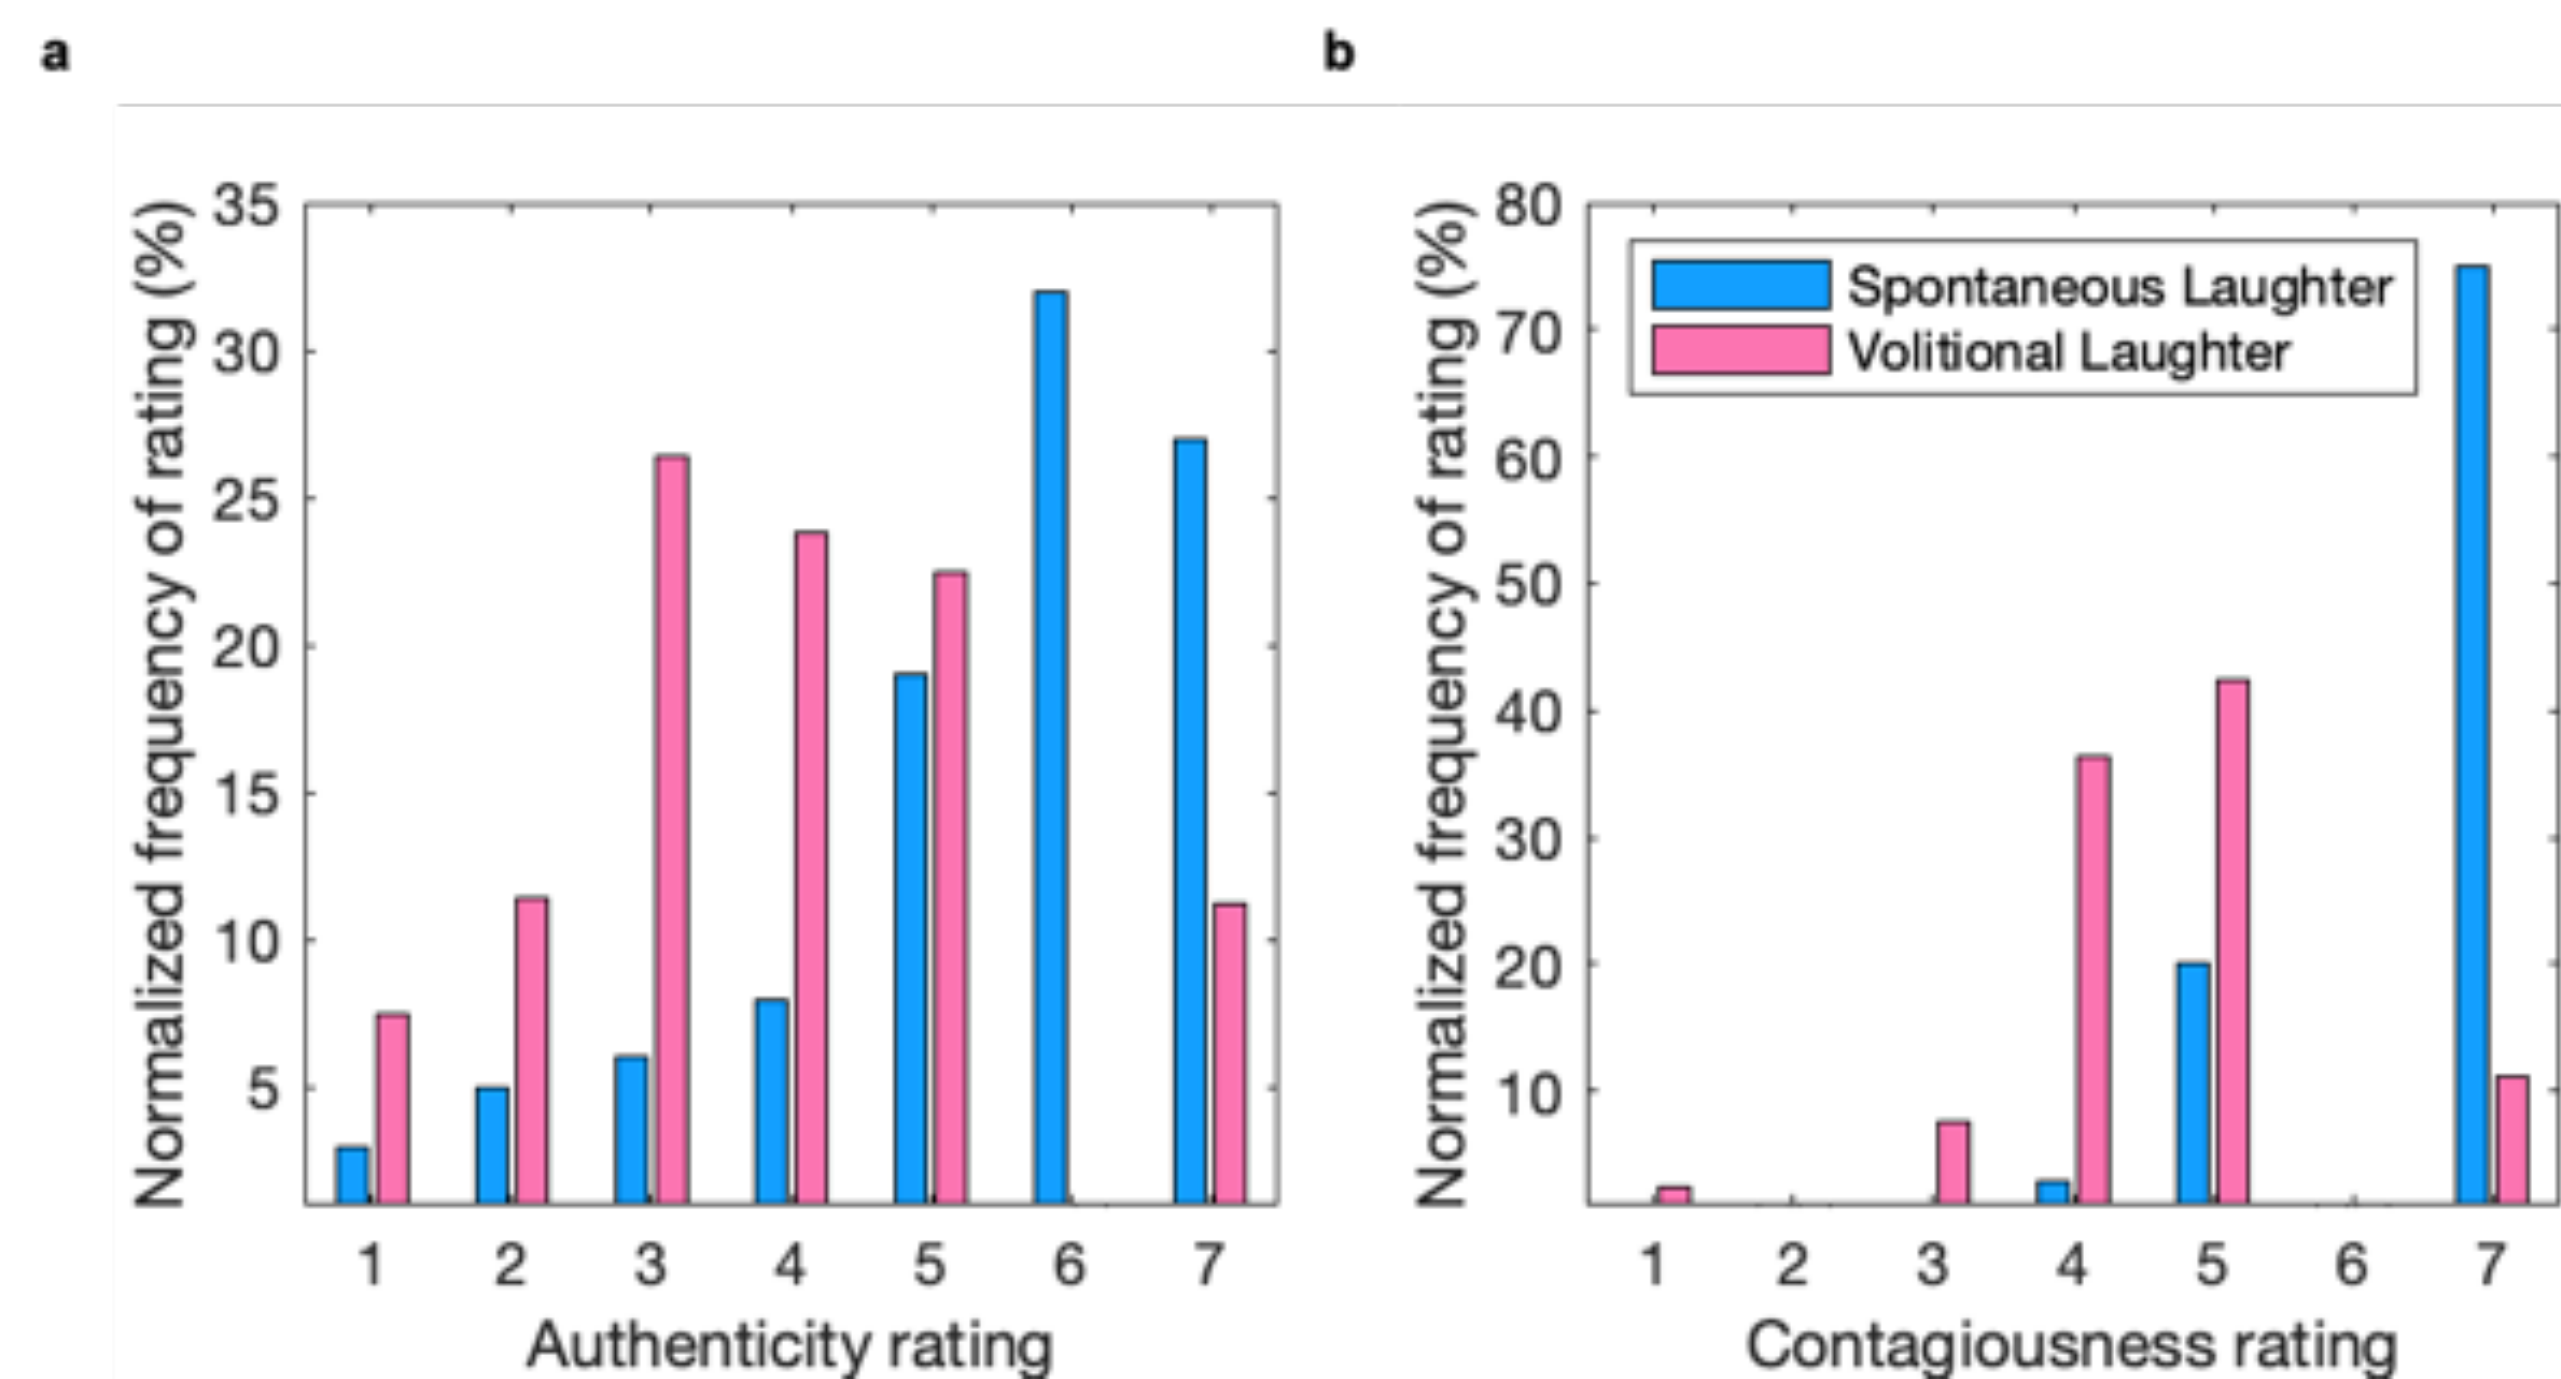 a
b
Normalized frequency of rating (%)
35
30
25
20
15
10
5
1 2 3 4 5 6 7
Authenticity rating
Normalized frequency of rating (%)
80
70
60
50
40
30
20
10
Spontaneous Laughter
Volitional Laughter
1 2 3 4 5 6 7
Contagiousness rating